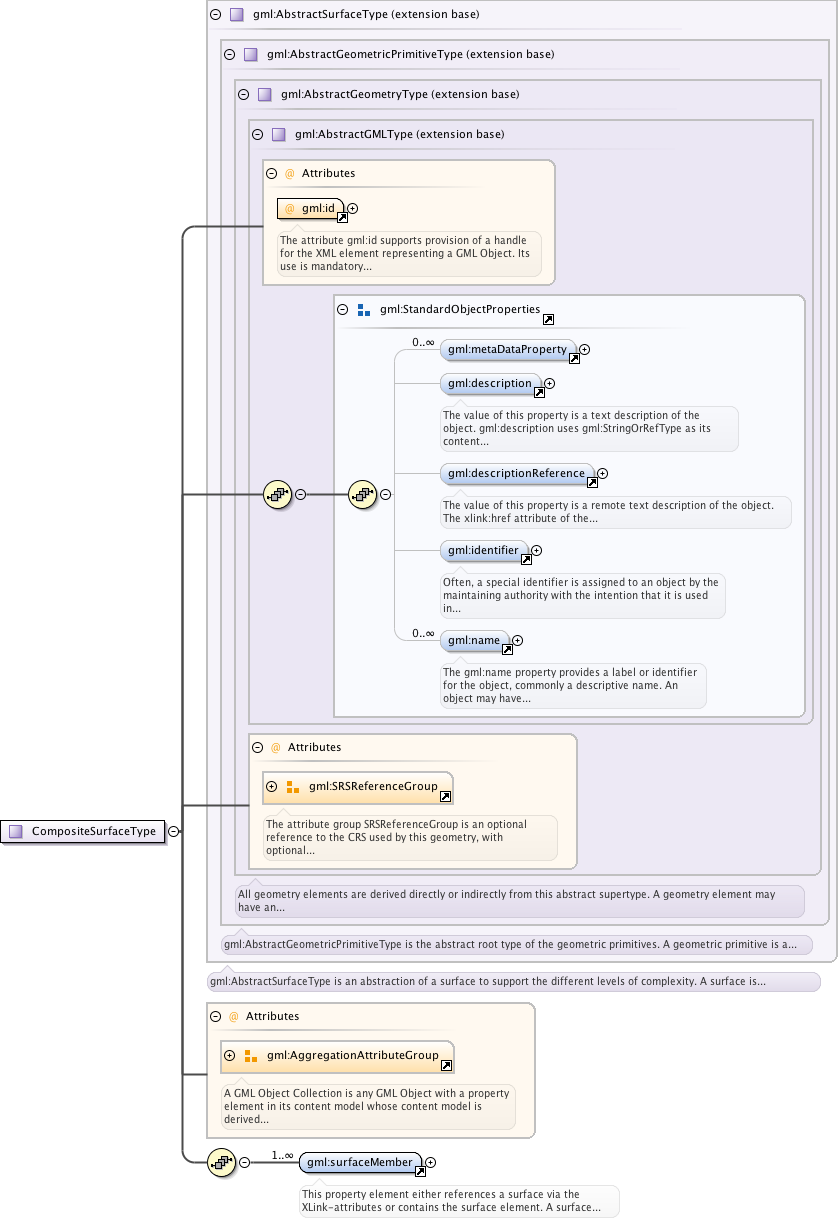 gml:AbstractSurfaceType (extension base)
gml:AbstractGeometricPrimitiveType (extension base)
gml:AbstractGeometryType (extension base)
gml:AbstractGMLType (extension base)
@ Attributes
@ gml:id
The attribute gml:id supports provision of a handle
for the XML element representing a GML Object. Its
use is mandatory...
gml:StandardObjectProperties
0..∞
gml:metaDataProperty
gml:description
The value of this property is a text description of the
object. gml:description uses gml:StringOrRefType as its
content...
gml:descriptionReference
The value of this property is a remote text description of the object.
The xlink:href attribute of the...
gml:identifier
Often, a special identifier is assigned to an object by the
maintaining authority with the intention that it is used
in...
0..∞
gml:name
The gml:name property provides a label or identifier
for the object, commonly a descriptive name. An
object may have...
@ Attributes
gml:SRSReferenceGroup
The attribute group SRSReferenceGroup is an optional
reference to the CRS used by this geometry, with
optional...
CompositeSurfaceType
All geometry elements are derived directly or indirectly from this abstract supertype. A geometry element may
have an...
gml:AbstractGeometricPrimitiveType is the abstract root type of the geometric primitives. A geometric primitive is a...
gml:AbstractSurfaceType is an abstraction of a surface to support the different levels of complexity. A surface is...
@ Attributes
gml:AggregationAttributeGroup
A GML Object Collection is any GML Object with a property
element in its content model whose content model is
derived...
1..∞
gml:surfaceMember
This property element either references a surface via the
XLink-attributes or contains the surface element. A surface...